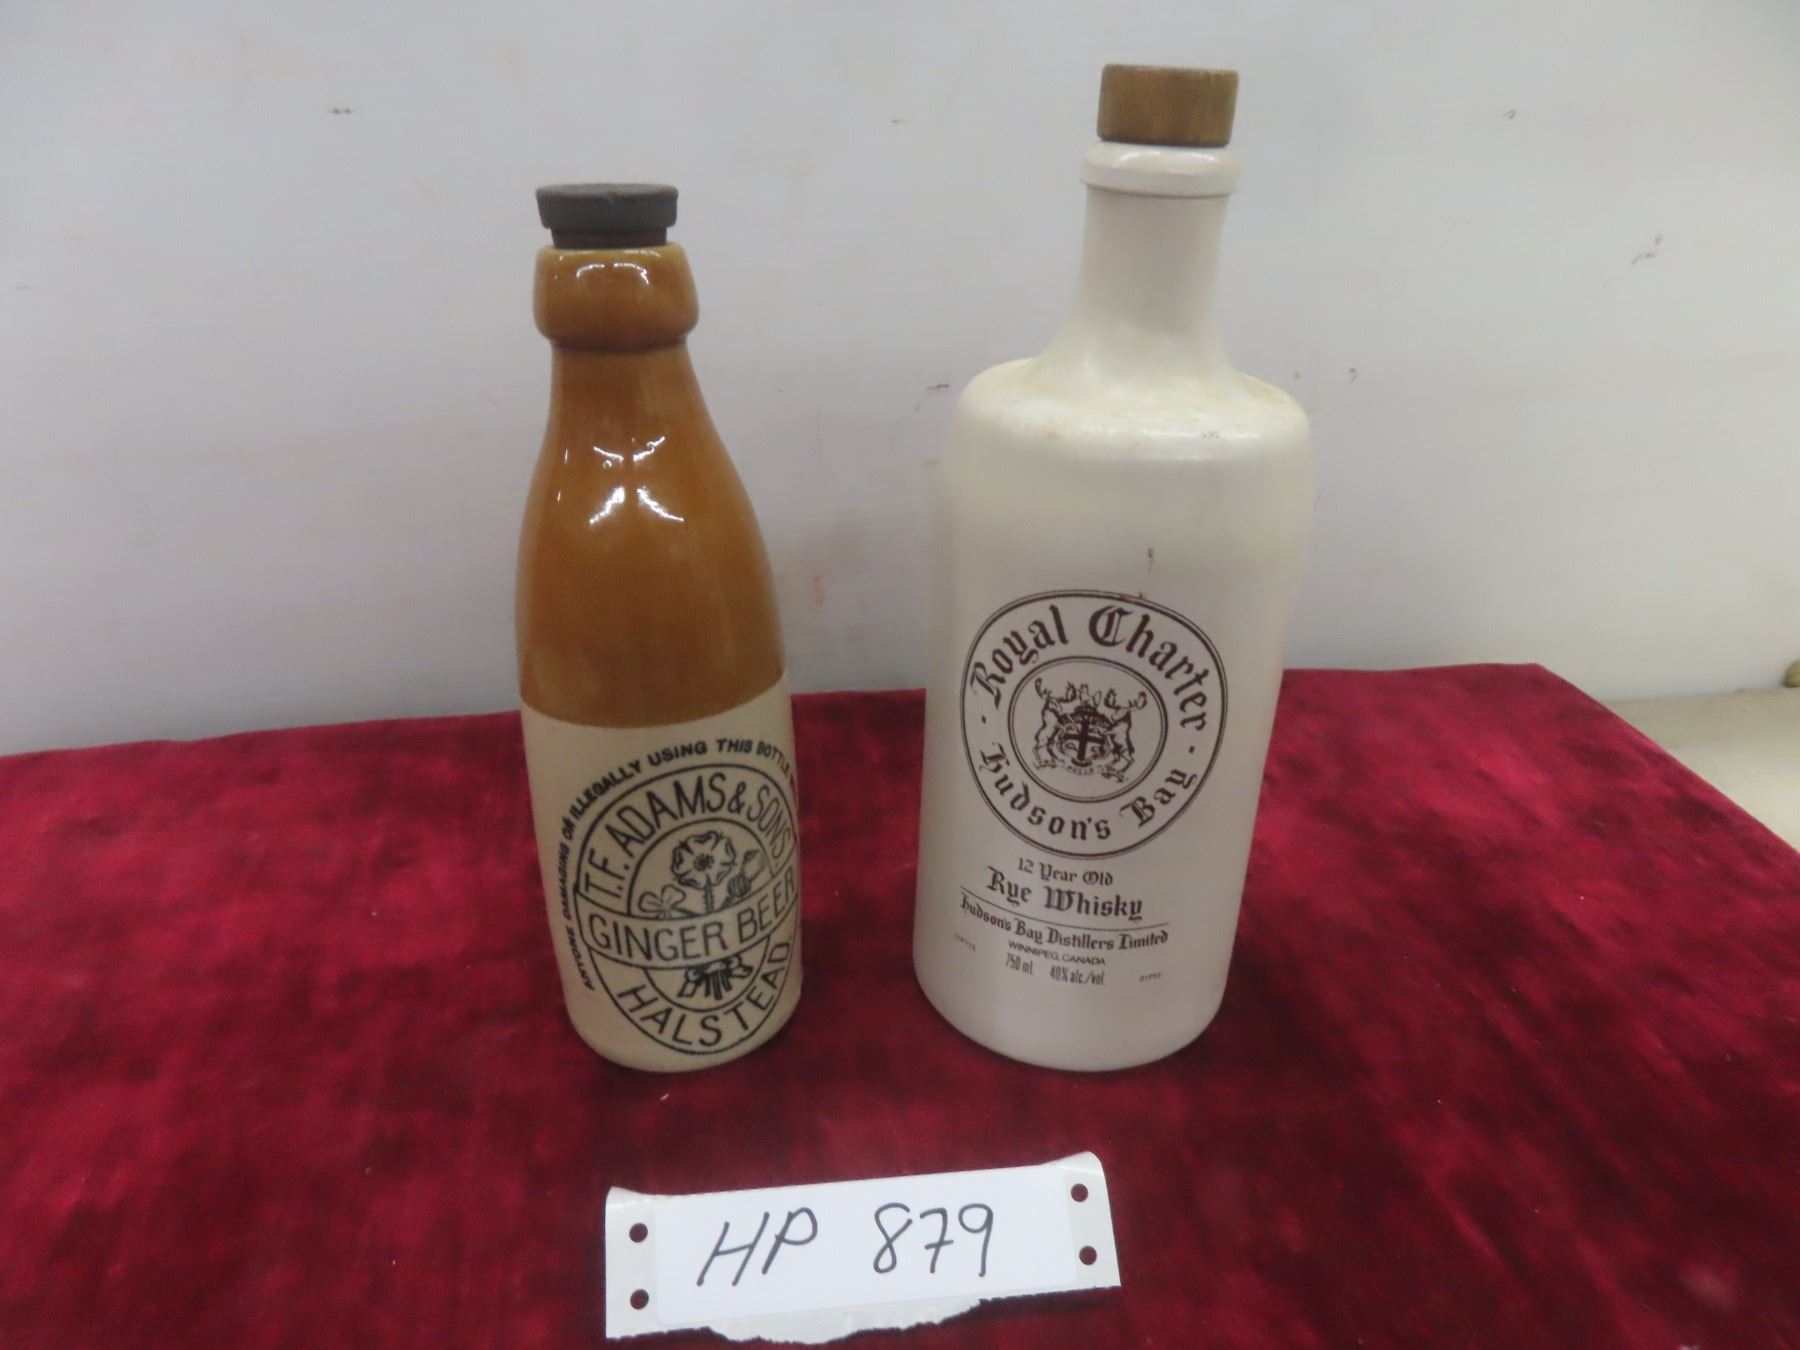 ANYONE DAMAGING OR ILLEGALLY USING THIS BOTTLE
T.F. ADAMS & SONS
GINGER BEER
HALSTEAD
Royal Charter
Hudson's Bay
12 Year Old
Rye Whisky
Hudson's Bay Distillers Limited
WINNIPEG, CANADA
750 ml 40% alc./vol.
HP 879